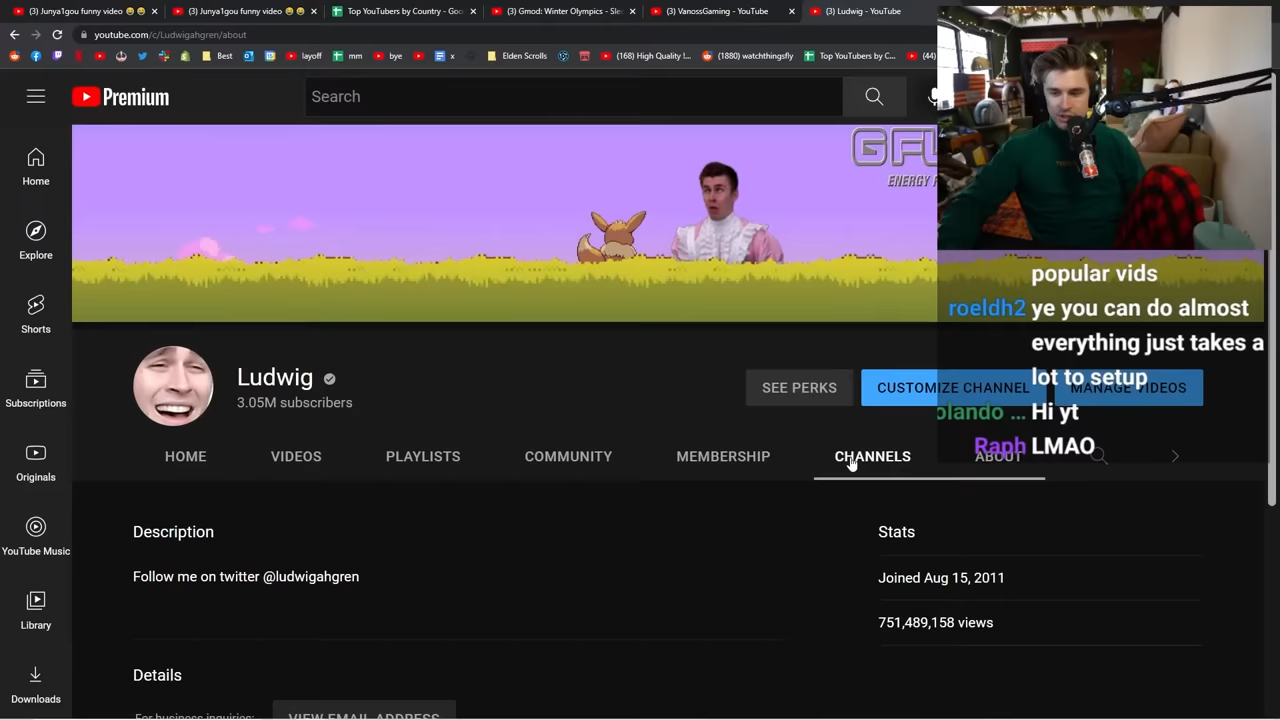 (3) Junya1gou funny video 😂😂
(3) Junya1gou funny video 😂😂
Top YouTubers by Country - Goo
(3) Gmod: Winter Olympics - Sle
(3) VanossGaming - YouTube
(3) Ludwig - YouTube
youtube.com/c/Ludwigahgren/about
Best
layoff
mm
bye
x
Elden Scrolls
(168) High Quality I...
(1880) watchthingsfly
Top YouTubers by C...
(44)
Premium
Search
GFU
ENERGY F
Home
Explore
Shorts
Subscriptions
Originals
YouTube Music
Library
Downloads
popular vids
roeldh2 ye you can do almost
everything just takes a
lot to setup
olando ... Hi yt
Raph LMAO
Ludwig
3.05M subscribers
SEE PERKS
CUSTOMIZE CHANNEL
MANAGE VIDEOS
HOME
VIDEOS
PLAYLISTS
COMMUNITY
MEMBERSHIP
CHANNELS
ABOUT
Description
Follow me on twitter @ludwigahgren
Stats
Joined Aug 15, 2011
751,489,158 views
Details
For business inquiries:
VIEW EMAIL ADDRESS